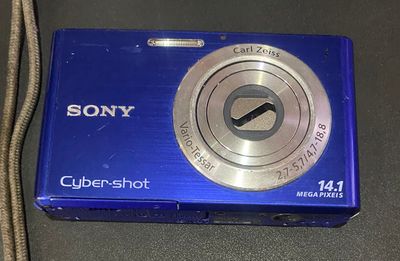 Carl Zeiss
SONY
Vario-Tessar
2,7-5,7/4,7-18,8
Cyber-shot
14.1
MEGA PIXELS